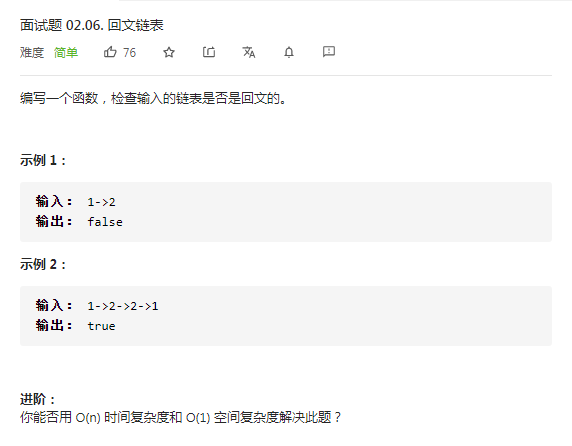 面试题 02.06. 回文链表
难度 简单 76
编写一个函数，检查输入的链表是否是回文的。
示例 1：
输入： 1->2
输出： false
示例 2：
输入： 1->2->2->1
输出： true
进阶：
你能否用 O(n) 时间复杂度和 O(1) 空间复杂度解决此题？